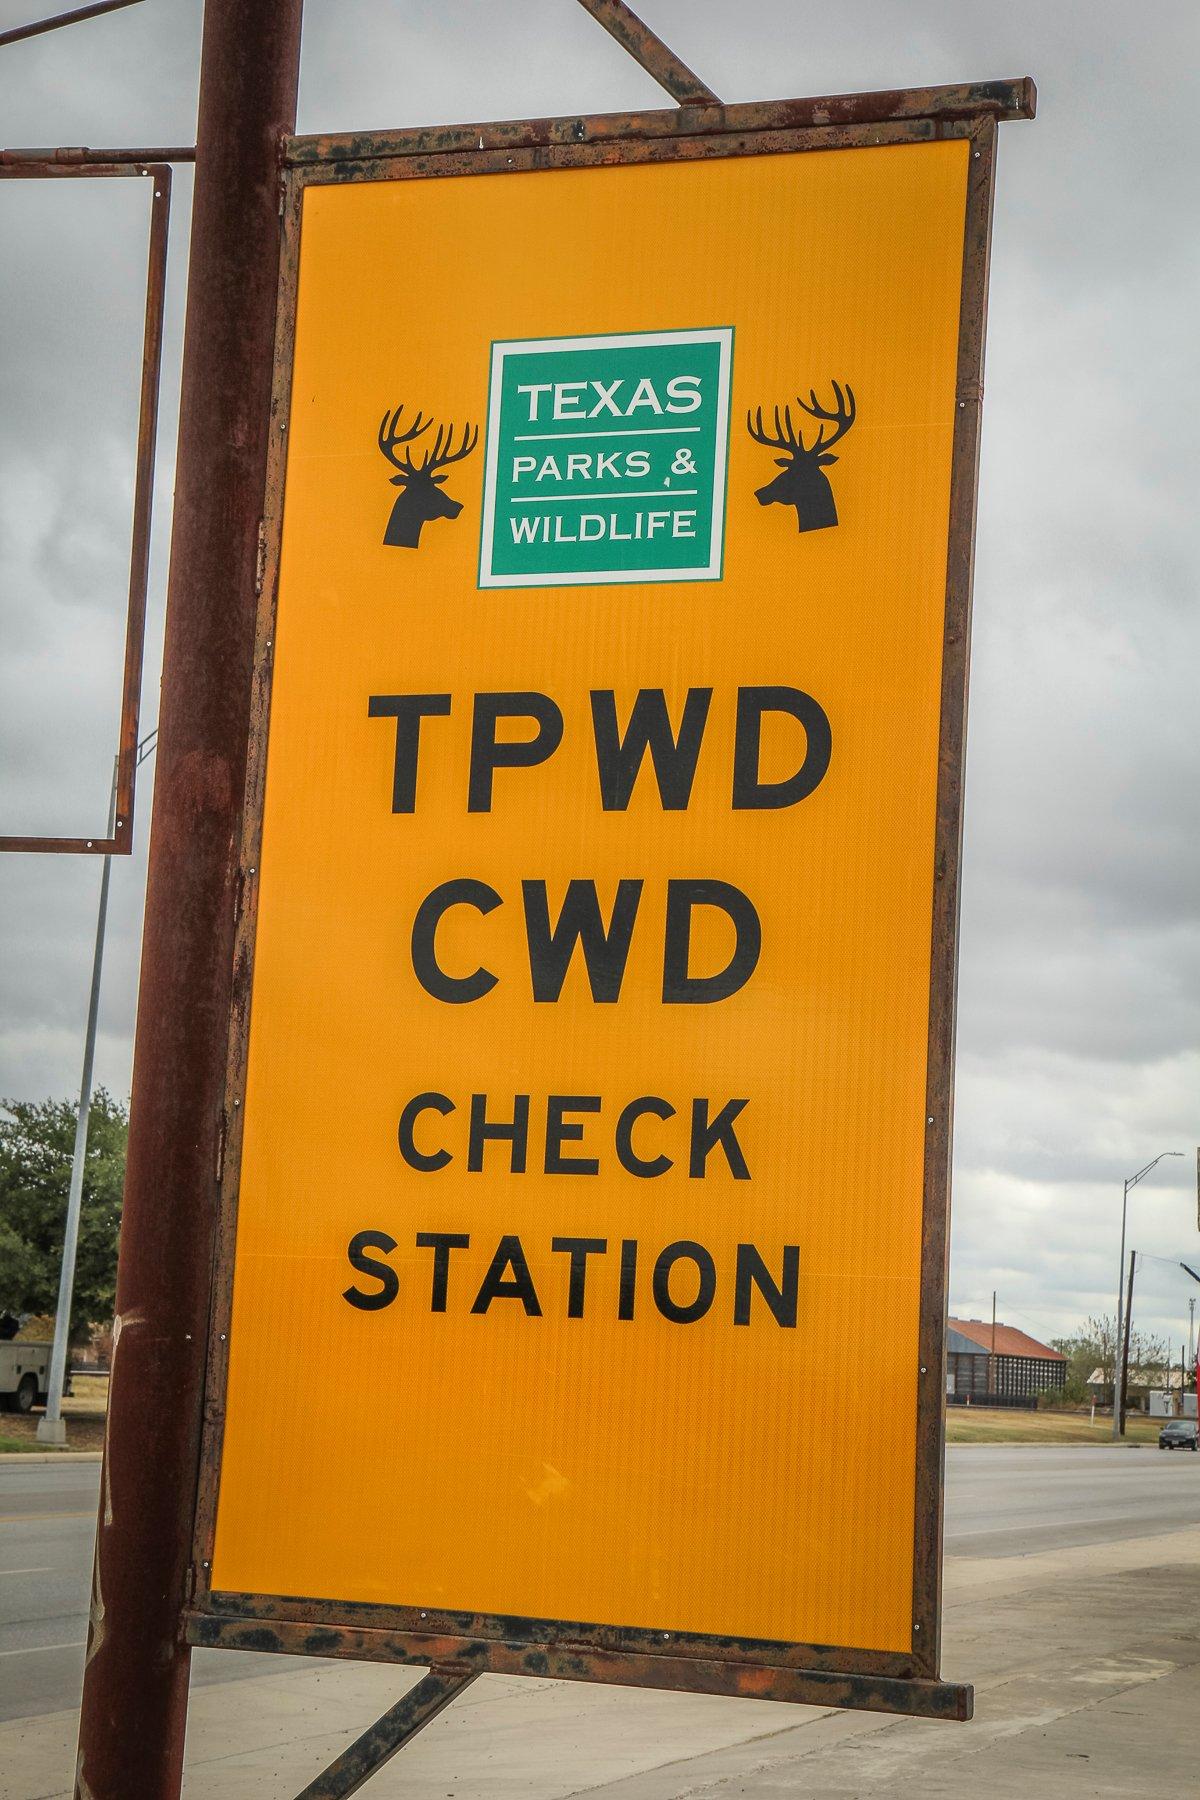 TEXAS
PARKS &
WILDLIFE
TPWD
CWD
CHECK
STATION